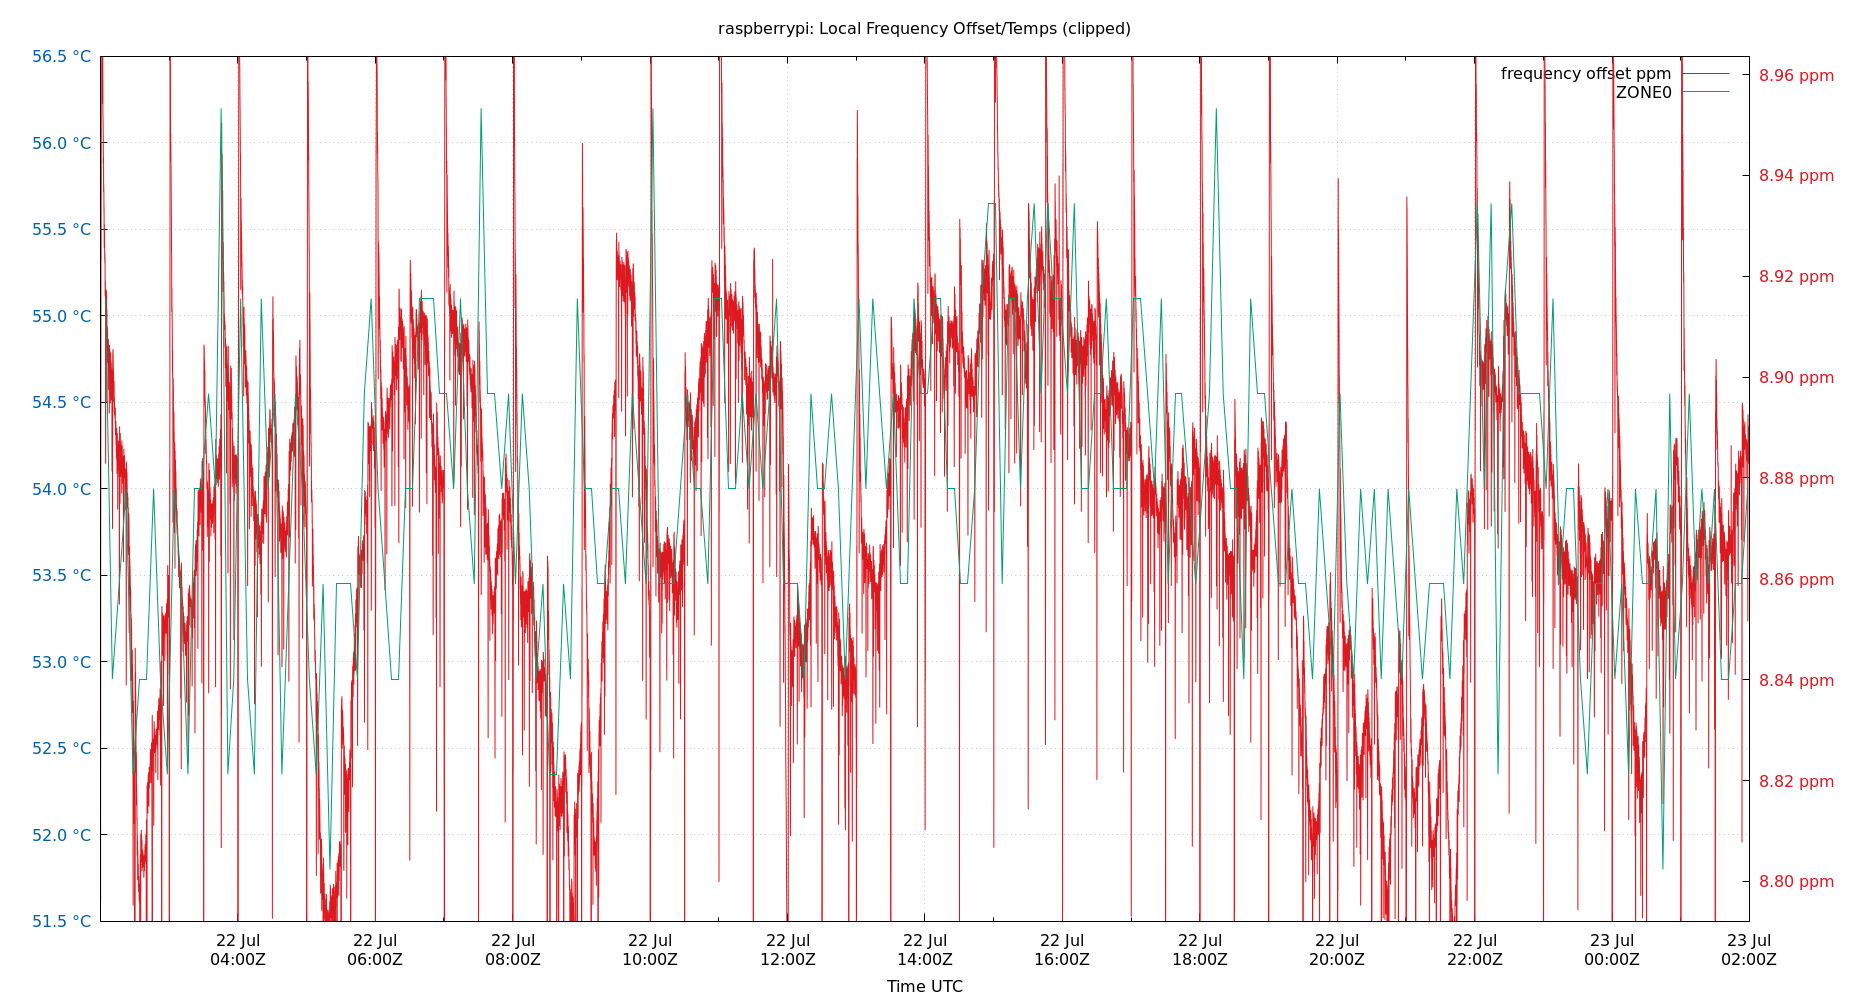 raspberrypi: Local Frequency Offset/Temps (clipped)
56.5 °C
56.0 °C
55.5 °C
55.0 °C
54.5 °C
54.0 °C
53.5 °C
53.0 °C
52.5 °C
52.0 °C
51.5 °C
frequency offset ppm
ZONE0
8.96 ppm
8.94 ppm
8.92 ppm
8.90 ppm
8.88 ppm
8.86 ppm
8.84 ppm
8.82 ppm
8.80 ppm
22 Jul
04:00Z
22 Jul
06:00Z
22 Jul
08:00Z
22 Jul
10:00Z
22 Jul
12:00Z
22 Jul
14:00Z
22 Jul
16:00Z
22 Jul
18:00Z
22 Jul
20:00Z
22 Jul
22:00Z
23 Jul
00:00Z
23 Jul
02:00Z
Time UTC